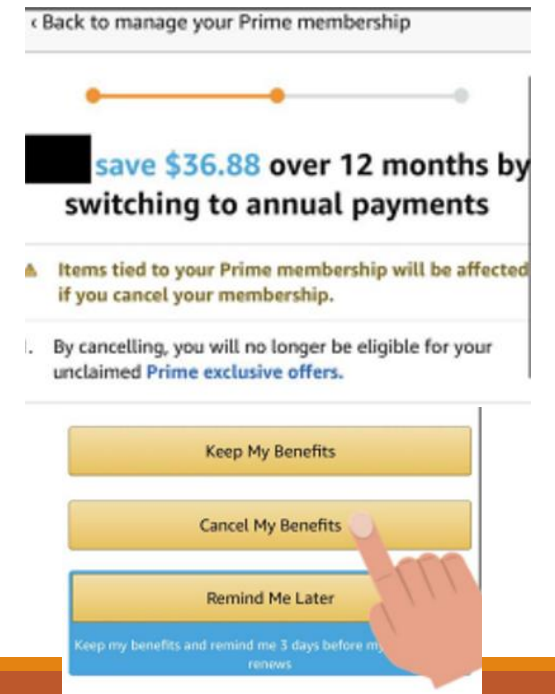 ‹ Back to manage your Prime membership
save $36.88 over 12 months by
switching to annual payments
Items tied to your Prime membership will be affected
if you cancel your membership.
. By cancelling, you will no longer be eligible for your
unclaimed Prime exclusive offers.
Keep My Benefits
Cancel My Benefits
Remind Me Later
Keep my benefits and remind me 3 days before
renews